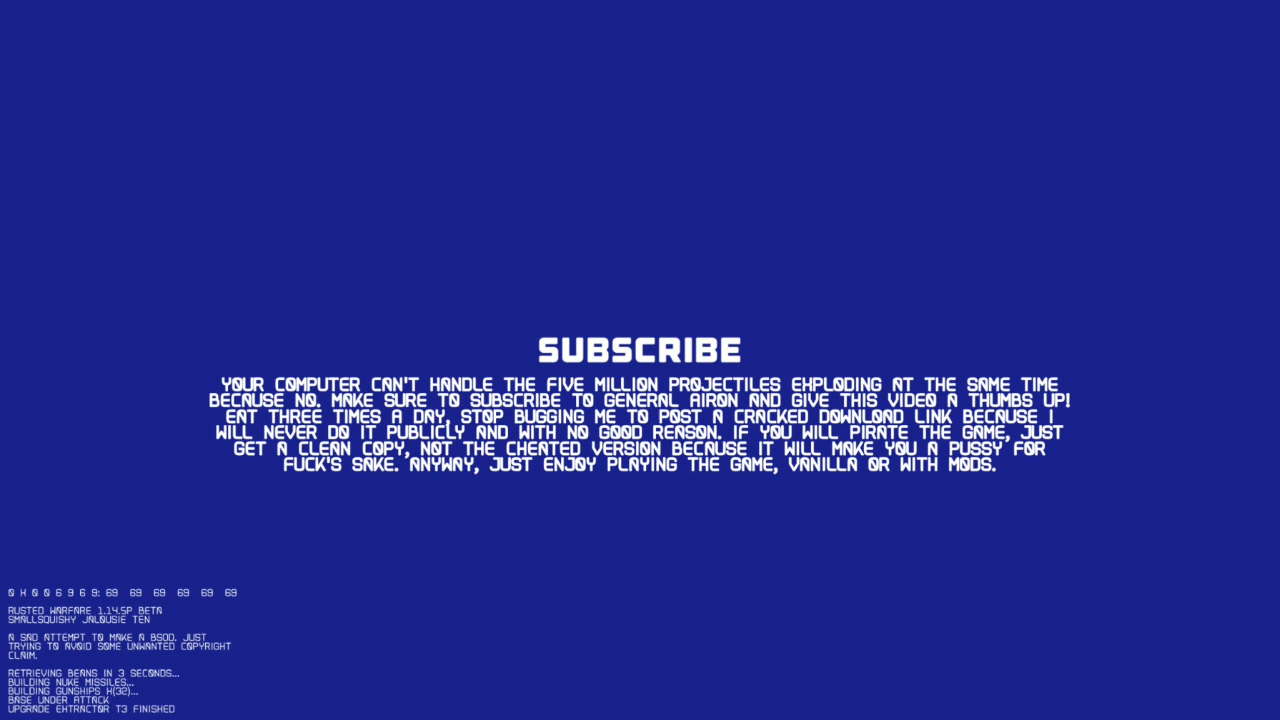 SUBSCRIBE
YOUR COMPUTER CAN'T HANDLE THE FIVE MILLION PROJECTILES EXPLODING AT THE SAME TIME
BECAUSE NO. MAKE SURE TO SUBSCRIBE TO GENERAL AIRON AND GIVE THIS VIDEO A THUMBS UP!
EAT THREE TIMES A DAY, STOP BUGGING ME TO POST A CRACKED DOWNLOAD LINK BECAUSE I
WILL NEVER DO IT PUBLICLY AND WITH NO GOOD REASON. IF YOU WILL PIRATE THE GAME, JUST
GET A CLEAN COPY, NOT THE CHEATED VERSION BECAUSE IT WILL MAKE YOU A PUSSY FOR
FUCK'S SAKE. ANYWAY, JUST ENJOY PLAYING THE GAME, VANILLA OR WITH MODS.
0 X 0 0 6 9 6 9: 69 69 69 69 69 69
RUSTED WARFARE 1.14.5P BETA
SMALLSQUISHY JALOUSIE TEN
A SAD ATTEMPT TO MAKE A BSOD. JUST
TRYING TO AVOID SOME UNWANTED COPYRIGHT
CLAIM.
RETRIEVING BEANS IN 3 SECONDS...
BUILDING NUKE MISSILES...
BUILDING GUNSHIPS X(32)...
BASE UNDER ATTACK
UPGRADE EXTRACTOR T3 FINISHED